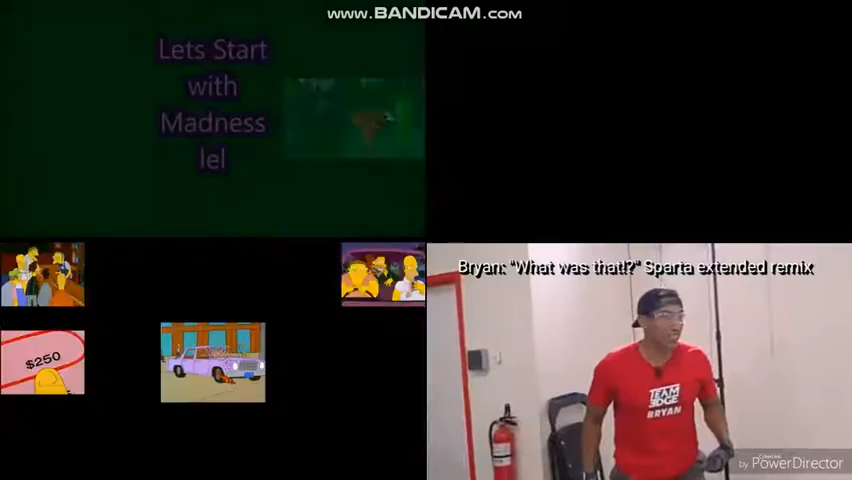 www.BANDICAM.com
Lets Start
with
Madness
lel
Bryan: "What was that!?" Sparta extended remix
$250
TEAM
EDGE
BRYAN
by PowerDirector